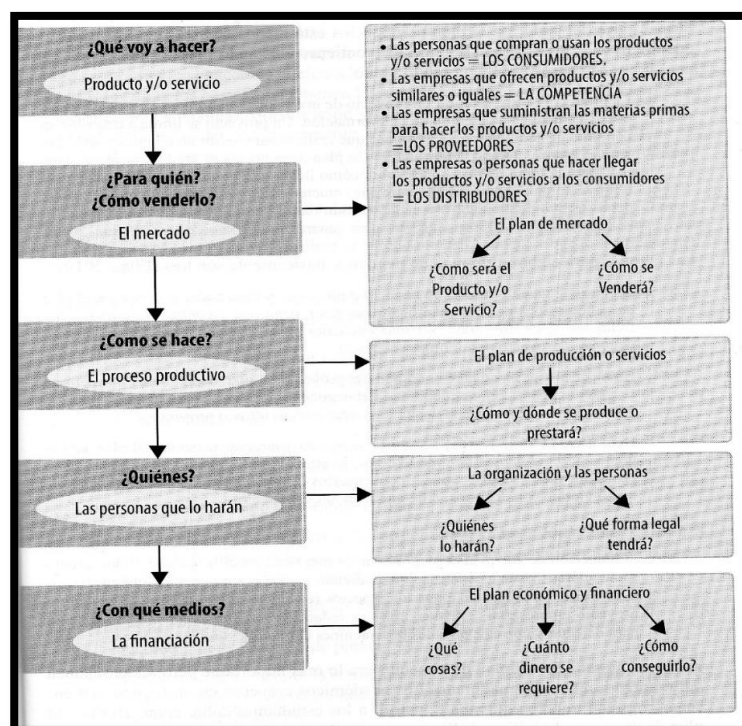 ¿Qué voy a hacer?
Producto y/o servicio
• Las personas que compran o usan los productos
y/o servicios = LOS CONSUMIDORES.
• Las empresas que ofrecen productos y/o servicios
similares o iguales = LA COMPETENCIA
• Las empresas que suministran las materias primas
para hacer los productos y/o servicios
=LOS PROVEEDORES
• Las empresas o personas que hacer llegar
los productos y/o servicios a los consumidores
= LOS DISTRIBUDORES
¿Para quién?
¿Cómo venderlo?
El mercado
El plan de mercado
¿Como será el
Producto y/o
Servicio?
¿Cómo se
Venderá?
¿Como se hace?
El proceso productivo
El plan de producción o servicios
¿Cómo y dónde se produce o
prestará?
¿Quiénes?
Las personas que lo harán
La organización y las personas
¿Quiénes
lo harán?
¿Qué forma legal
tendrá?
¿Con qué medios?
La financiación
El plan económico y financiero
¿Qué
cosas?
¿Cuánto
dinero se
requiere?
¿Cómo
conseguirlo?